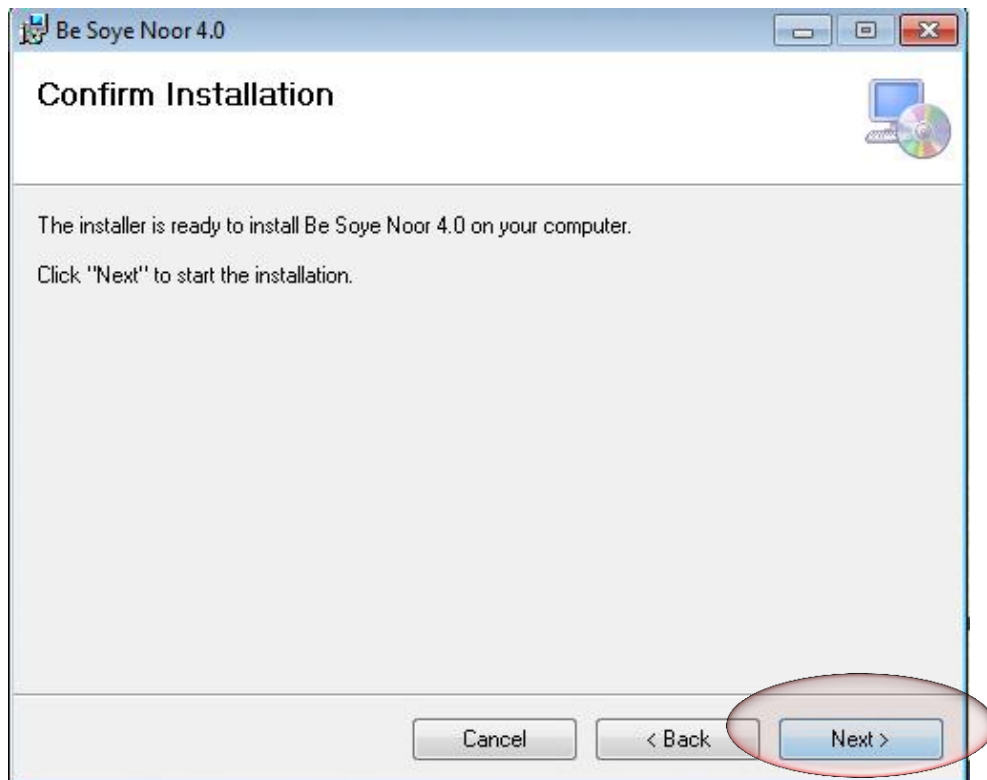 Be Soye Noor 4.0
Confirm Installation
The installer is ready to install Be Soye Noor 4.0 on your computer.
Click "Next" to start the installation.
Cancel
< Back
Next >